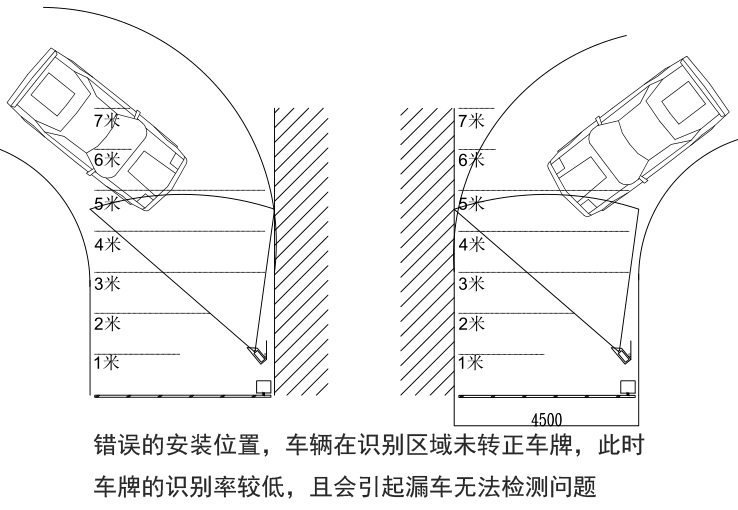 7米
6米
5米
4米
3米
2米
1米
7米
6米
5米
4米
3米
2米
1米
4500
错误的安装位置，车辆在识别区域未转正车牌，此时
车牌的识别率较低，且会引起漏车无法检测问题